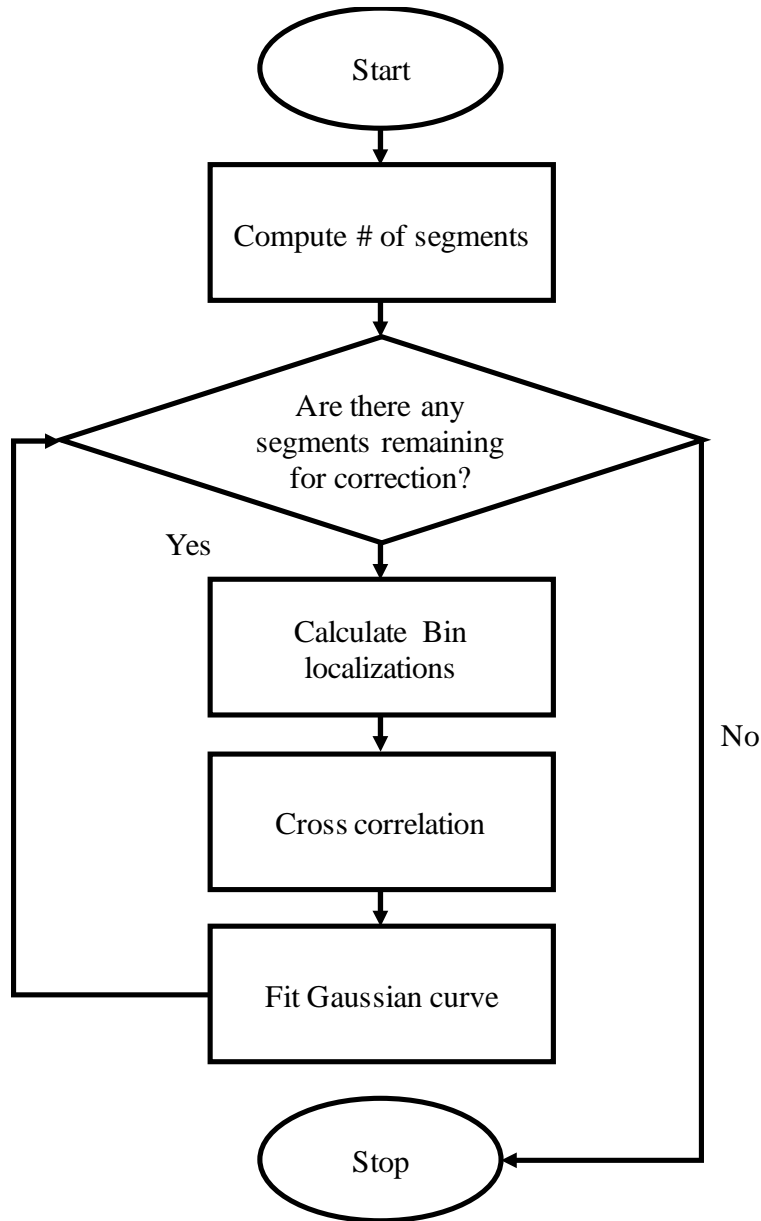 Start
Compute # of segments
Are there any
segments remaining
for correction?
Yes
Calculate Bin
localizations
No
Cross correlation
Fit Gaussian curve
Stop